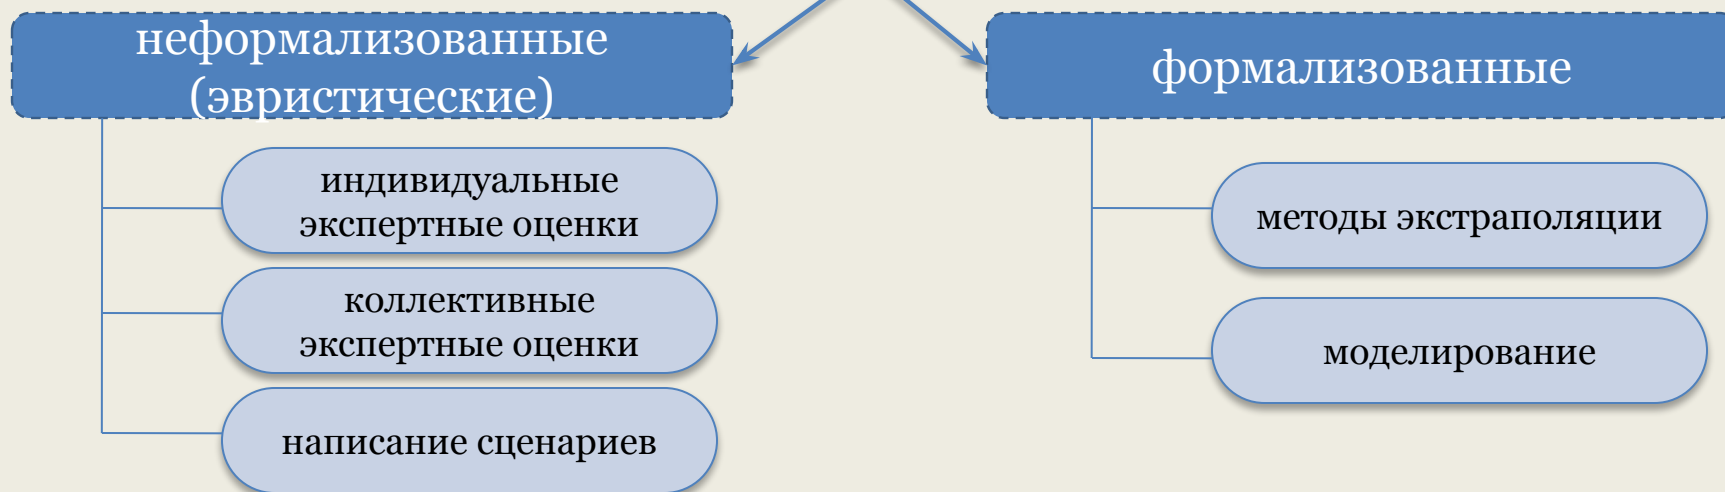 неформализованные
(эвристические)
индивидуальные
экспертные оценки
коллективные
экспертные оценки
написание сценариев
формализованные
методы экстраполяции
моделирование